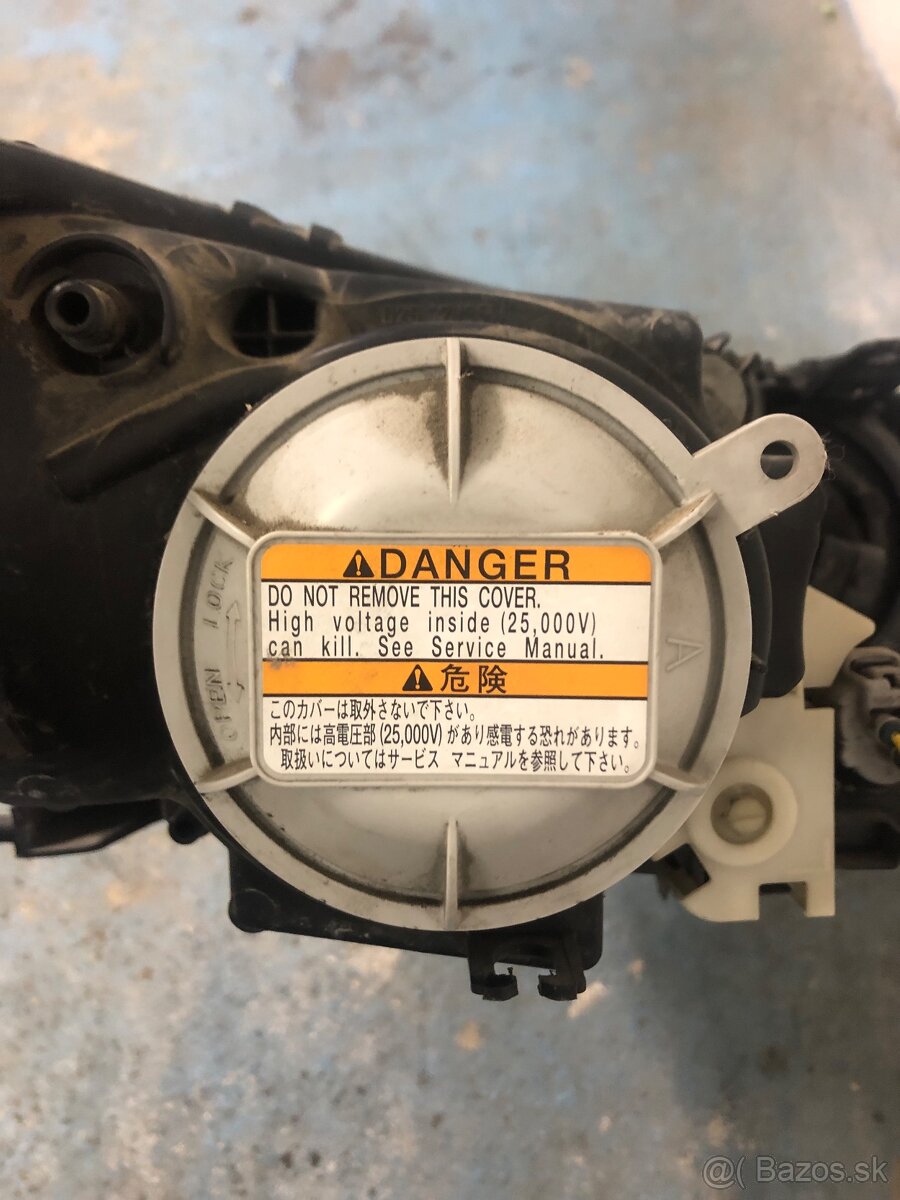 ⚠DANGER
DO NOT REMOVE THIS COVER.
High voltage inside (25,000V)
can kill. See Service Manual.
⚠危険
このカバーは取外さないで下さい。
内部には高電圧部(25,000V)があり感電する恐れがあります。
取扱いについてはサービス マニュアルを参照して下さい。
LOCK
OPEN
A
@( Bazos.sk